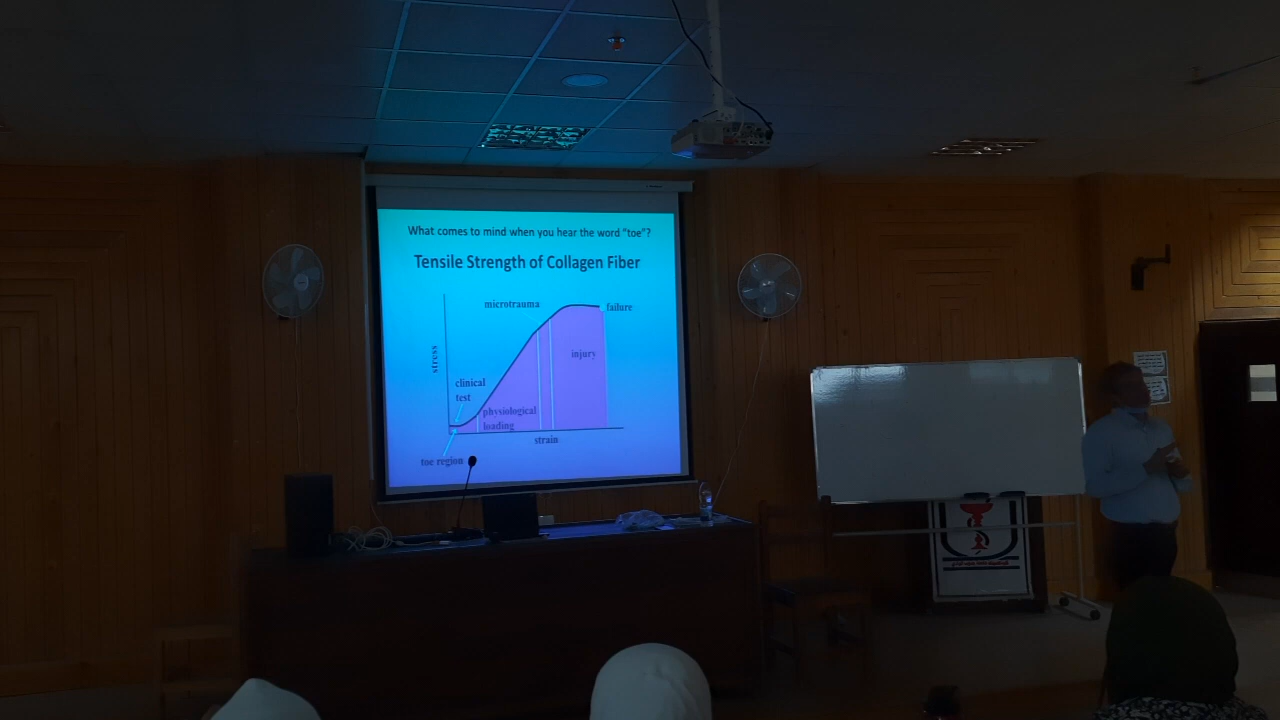 What comes to mind when you hear the word “toe”?
Tensile Strength of Collagen Fiber
microtrauma
failure
stress
injury
clinical
test
physiological
loading
strain
toe region